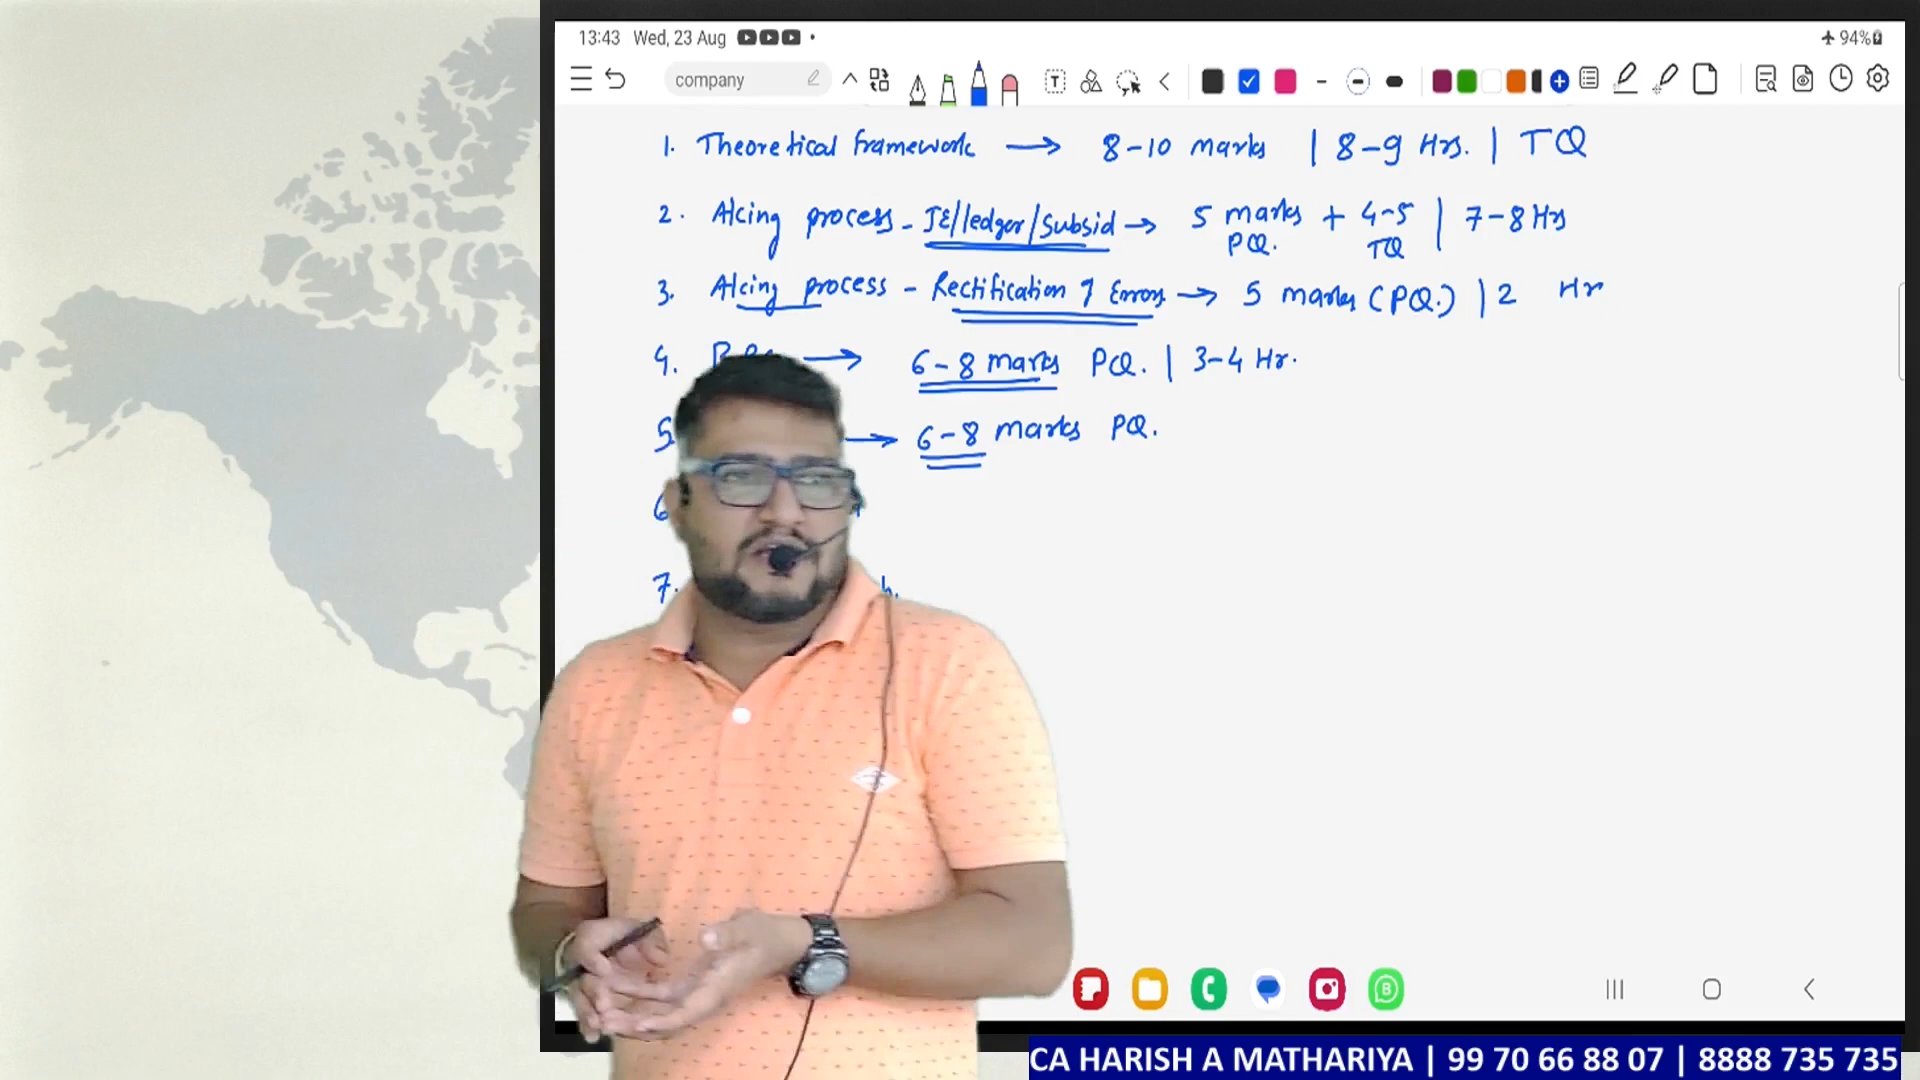 13:43 Wed, 23 Aug
94%
company
1. Theoretical framework → 8-10 marks | 8-9 Hrs. | TQ
2. A/cing process - JE/ledger/Subsid → 5 marks PQ. + 4-5 TQ | 7-8 Hrs
3. A/cing process - Rectification of Errors → 5 marks (PQ.) | 2 Hr
4. → 6-8 marks PQ. | 3-4 Hr.
5. → 6-8 marks PQ.
6
7.
CA HARISH A MATHARIYA | 99 70 66 88 07 | 8888 735 735